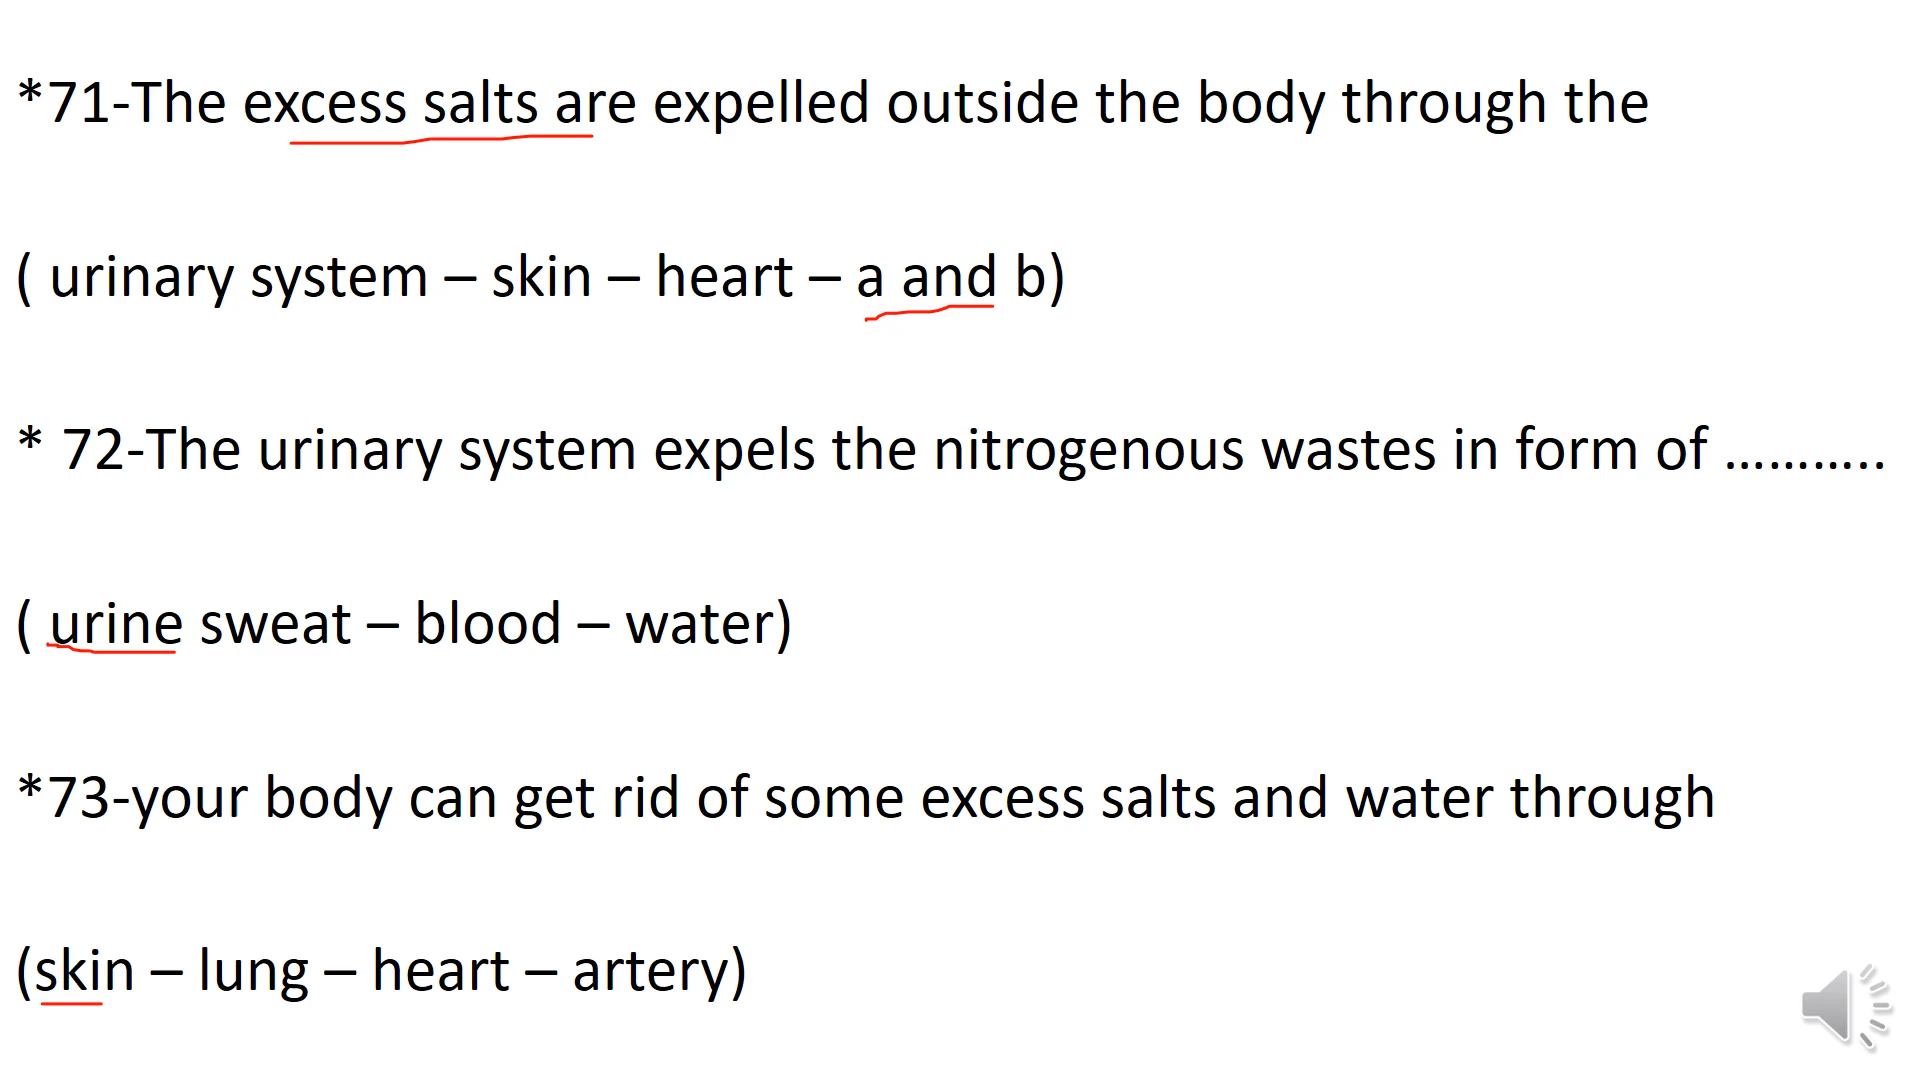 *71-The excess salts are expelled outside the body through the
( urinary system – skin – heart – a and b)
* 72-The urinary system expels the nitrogenous wastes in form of ………..
( urine sweat – blood – water)
*73-your body can get rid of some excess salts and water through
(skin – lung – heart – artery)